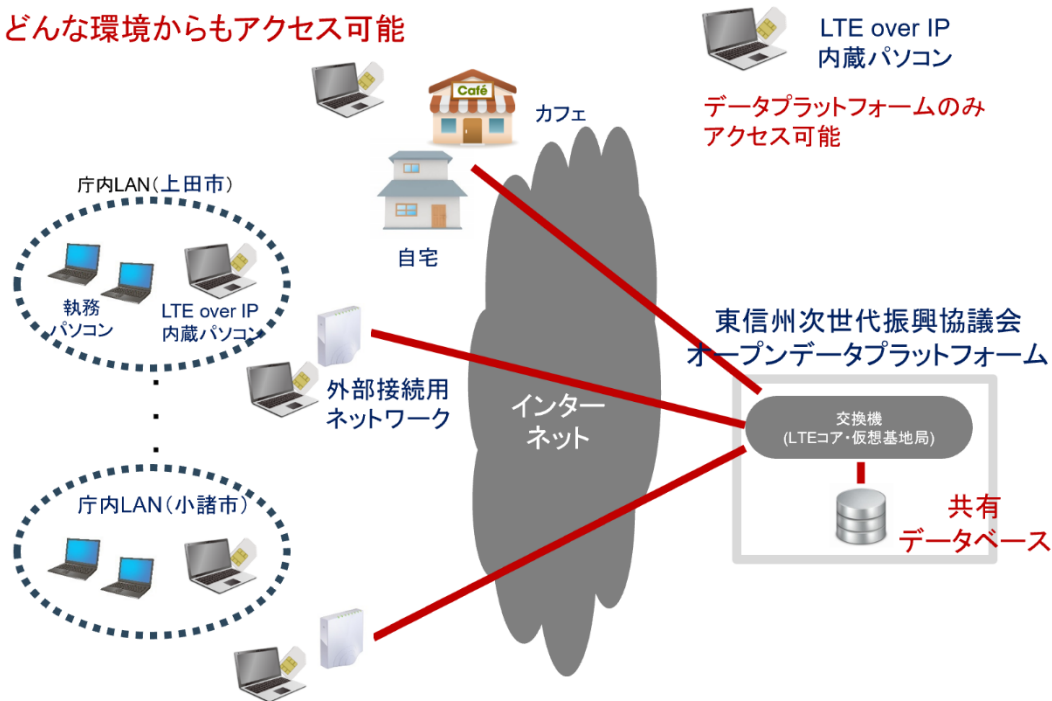 どんな環境からもアクセス可能
LTE over IP
内蔵パソコン
データプラットフォームのみ
アクセス可能
Café
カフェ
自宅
庁内LAN(上田市)
執務
パソコン
LTE over IP
内蔵パソコン
外部接続用
ネットワーク
庁内LAN(小諸市)
インター
ネット
東信州次世代振興協議会
オープンデータプラットフォーム
交換機
(LTEコア・仮想基地局)
共有
データベース